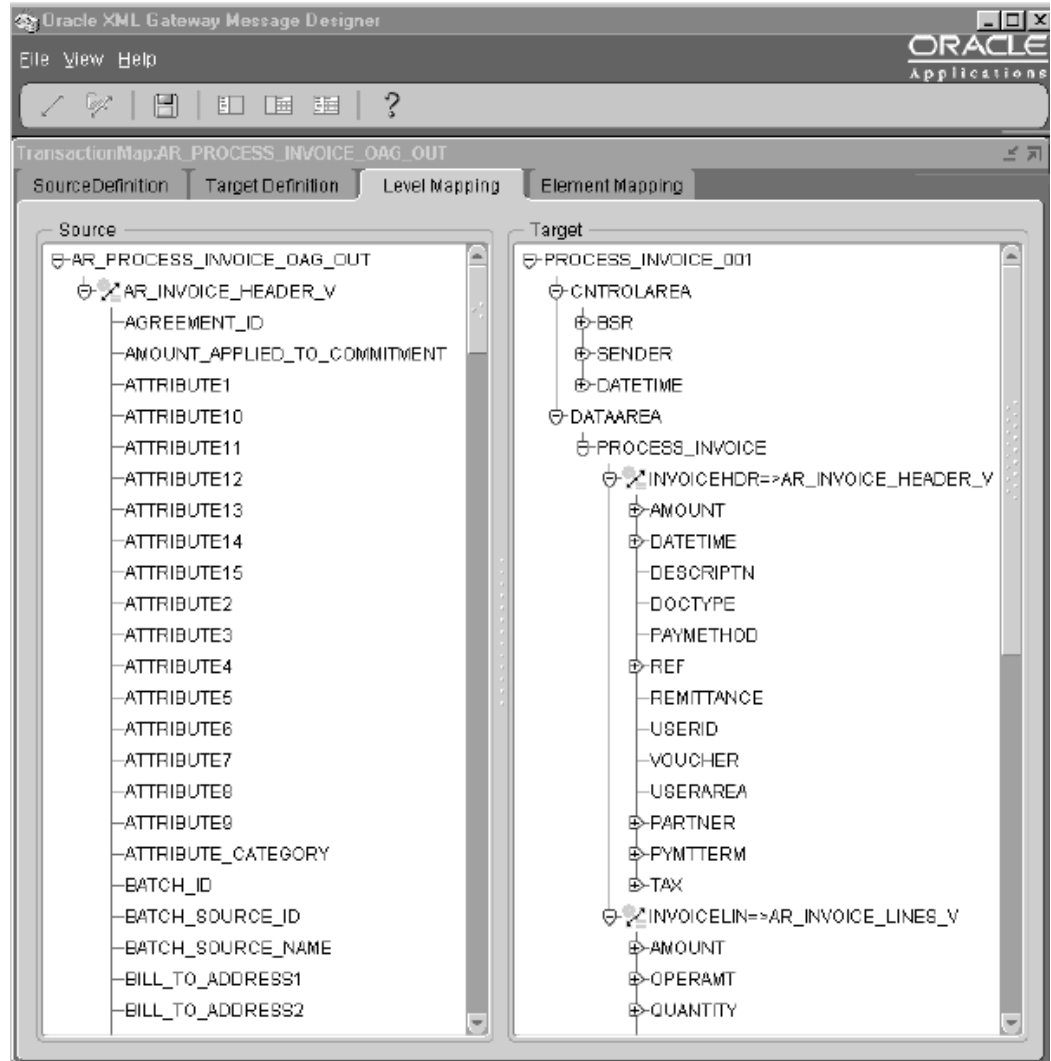 Oracle XML Gateway Message Designer
File View Help
ORACLE
Applications
?
TransactionMap:AR_PROCESS_INVOICE_OAG_OUT
SourceDefinition
Target Definition
Level Mapping
Element Mapping
Source
AR_PROCESS_INVOICE_OAG_OUT
AR_INVOICE_HEADER_V
AGREEMENT_ID
AMOUNT_APPLIED_TO_COMMITMENT
ATTRIBUTE1
ATTRIBUTE10
ATTRIBUTE11
ATTRIBUTE12
ATTRIBUTE13
ATTRIBUTE14
ATTRIBUTE15
ATTRIBUTE2
ATTRIBUTE3
ATTRIBUTE4
ATTRIBUTE5
ATTRIBUTE6
ATTRIBUTE7
ATTRIBUTE8
ATTRIBUTE9
ATTRIBUTE_CATEGORY
BATCH_ID
BATCH_SOURCE_ID
BATCH_SOURCE_NAME
BILL_TO_ADDRESS1
BILL_TO_ADDRESS2
Target
PROCESS_INVOICE_001
CNTROLAREA
BSR
SENDER
DATETIME
DATAAREA
PROCESS_INVOICE
INVOICEHDR=>AR_INVOICE_HEADER_V
AMOUNT
DATETIME
DESCRIPTN
DOCTYPE
PAYMETHOD
REF
REMITTANCE
USERID
VOUCHER
USERAREA
PARTNER
PYMTTERM
TAX
INVOICELIN=>AR_INVOICE_LINES_V
AMOUNT
OPERAMT
QUANTITY